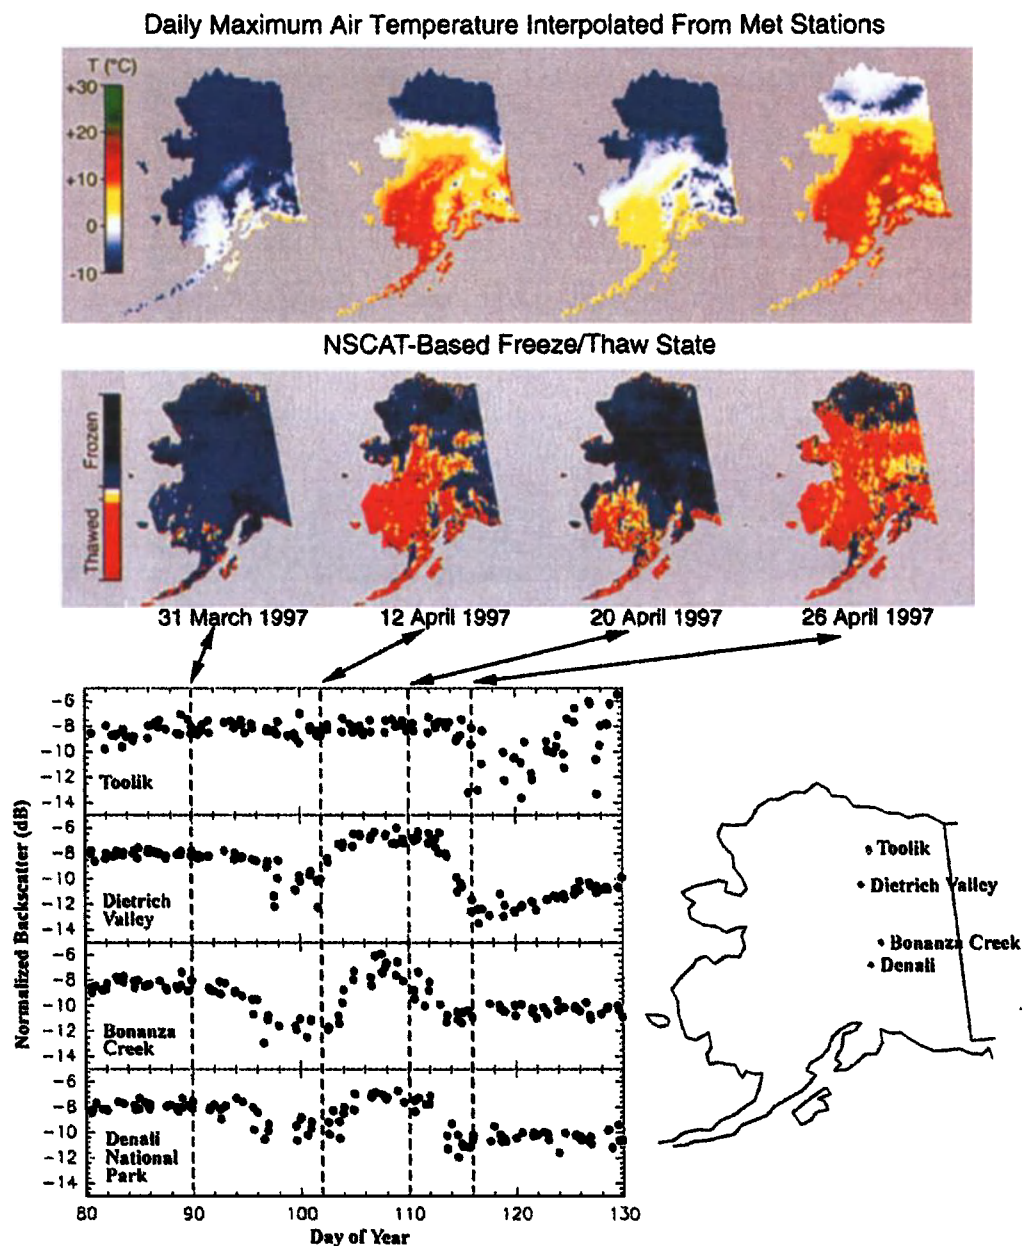 Daily Maximum Air Temperature Interpolated From Met Stations
T (°C)
+30
+20
+10
0
-10
NSCAT-Based Freeze/Thaw State
Frozen
Thawed
31 March 1997
12 April 1997
20 April 1997
26 April 1997
Normalized Backscatter (dB)
-6
-8
-10
-12
-14
Toolik
-6
-8
-10
-12
-14
Dietrich
Valley
-6
-8
-10
-12
-14
Bonanza
Creek
-6
-8
-10
-12
-14
Denali
National
Park
80
90
100
110
120
130
Day of Year
Toolik
Dietrich Valley
Bonanza Creek
Denali